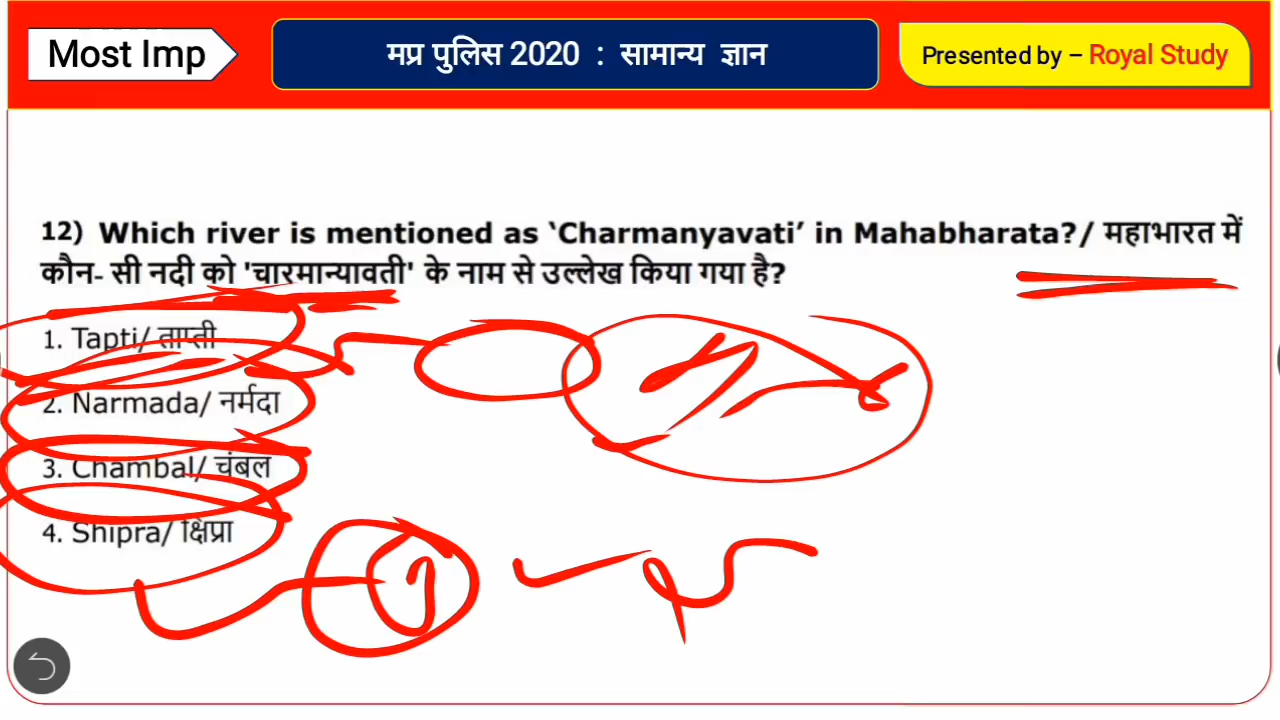 Most Imp
मप्र पुलिस 2020 : सामान्य ज्ञान
Presented by – Royal Study
12) Which river is mentioned as ‘Charmanyavati’ in Mahabharata?/ महाभारत में
कौन- सी नदी को 'चारमान्यावती' के नाम से उल्लेख किया गया है?
1. Tapti/ ताप्ती
2. Narmada/ नर्मदा
3. Chambal/ चंबल
4. Shipra/ क्षिप्रा